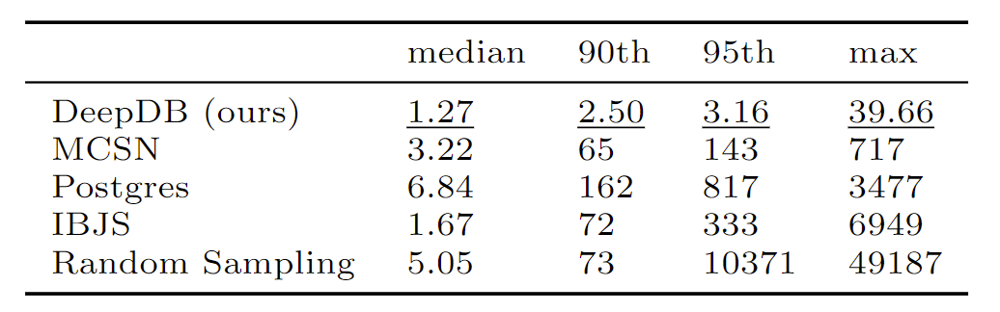 median 90th 95th max
DeepDB (ours) 1.27 2.50 3.16 39.66
MCSN 3.22 65 143 717
Postgres 6.84 162 817 3477
IBJS 1.67 72 333 6949
Random Sampling 5.05 73 10371 49187